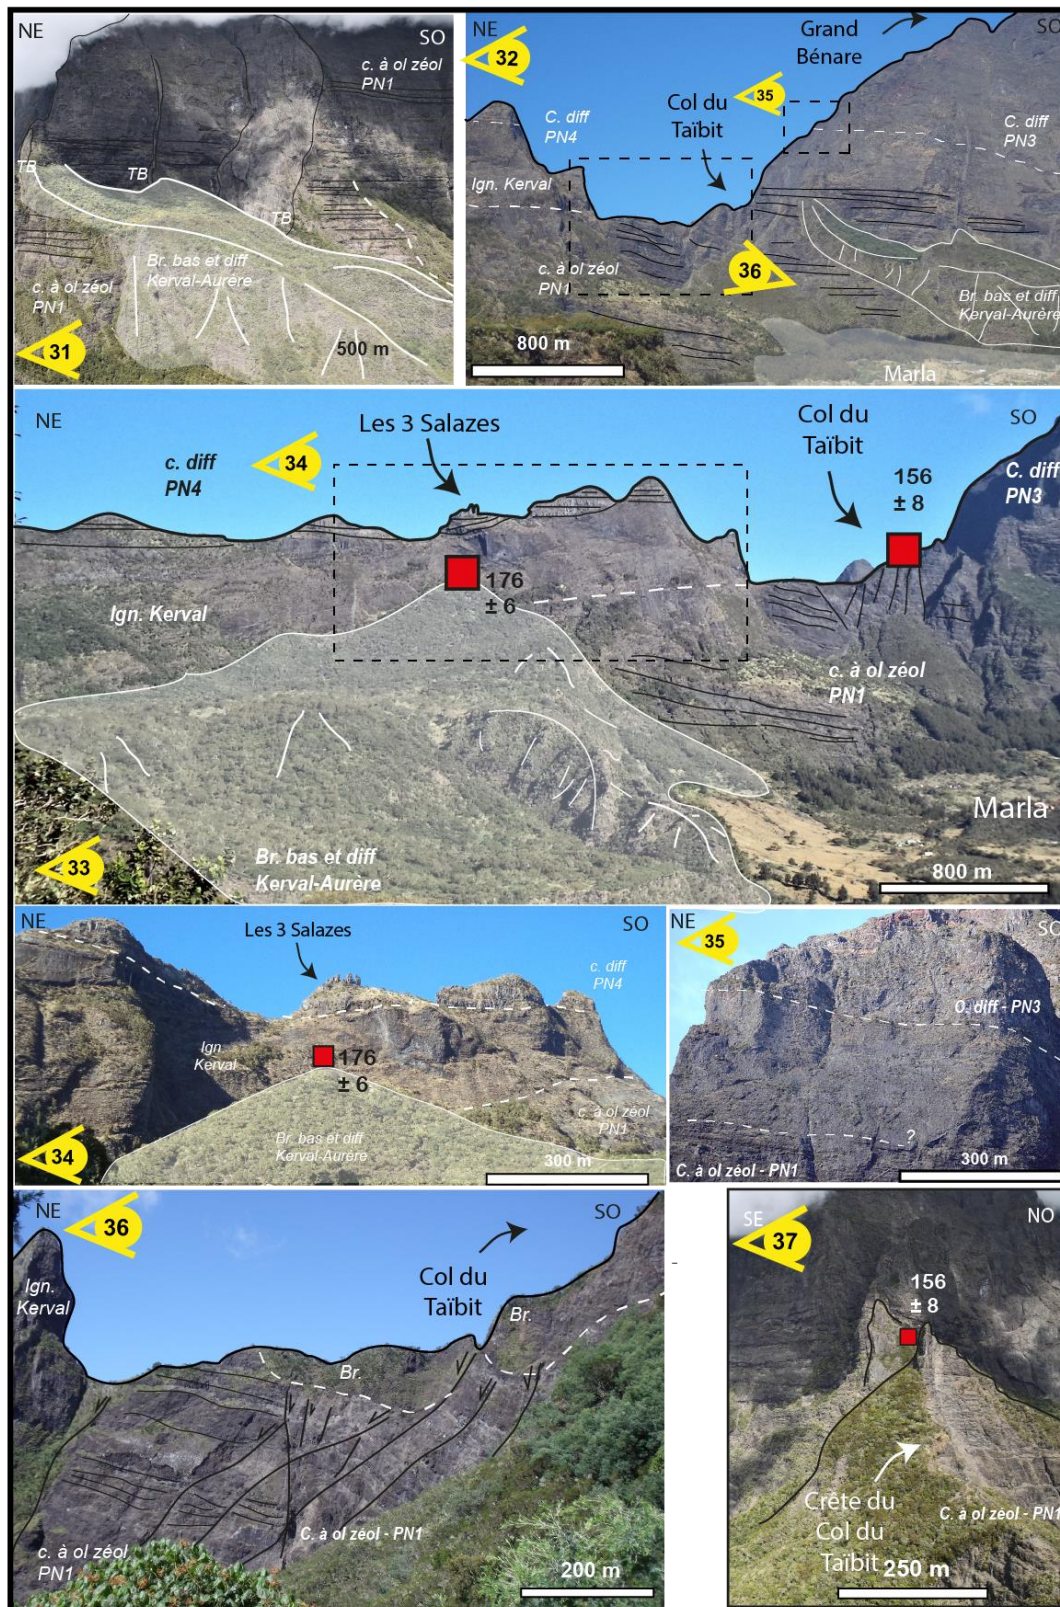 NE
SO
c. à ol zéol
PN1
TB
TB
TB
Br. bas et diff
Kerval-Aurère
c. à ol zéol
PN1
31
500 m
NE
32
Grand
Bénare
SO
35
Col du
Taïbit
C. diff
PN4
C. diff
PN3
Ign. Kerval
c. à ol zéol
PN1
36
Br. bas et diff
Kerval-Aurère
800 m
Marla
NE
SO
Les 3 Salazes
Col du
Taïbit
c. diff
PN4
34
156
± 8
C. diff
PN3
176
± 6
Ign. Kerval
c. à ol zéol
PN1
Marla
33
Br. bas et diff
Kerval-Aurère
800 m
NE
Les 3 Salazes
SO
c. diff
PN4
Ign
Kerval
176
± 6
c. à ol zéol
PN1
Br. bas et diff
Kerval-Aurère
34
300 m
NE
SO
35
C. diff - PN3
?
C. à ol zéol - PN1
300 m
NE
36
SO
Ign.
Kerval
Col du
Taïbit
Br.
Br.
C. à ol zéol - PN1
c. à ol zéol
PN1
200 m
SE
37
NO
156
± 8
Crête du
Col du
Taïbit
C. à ol zéol - PN1
250 m